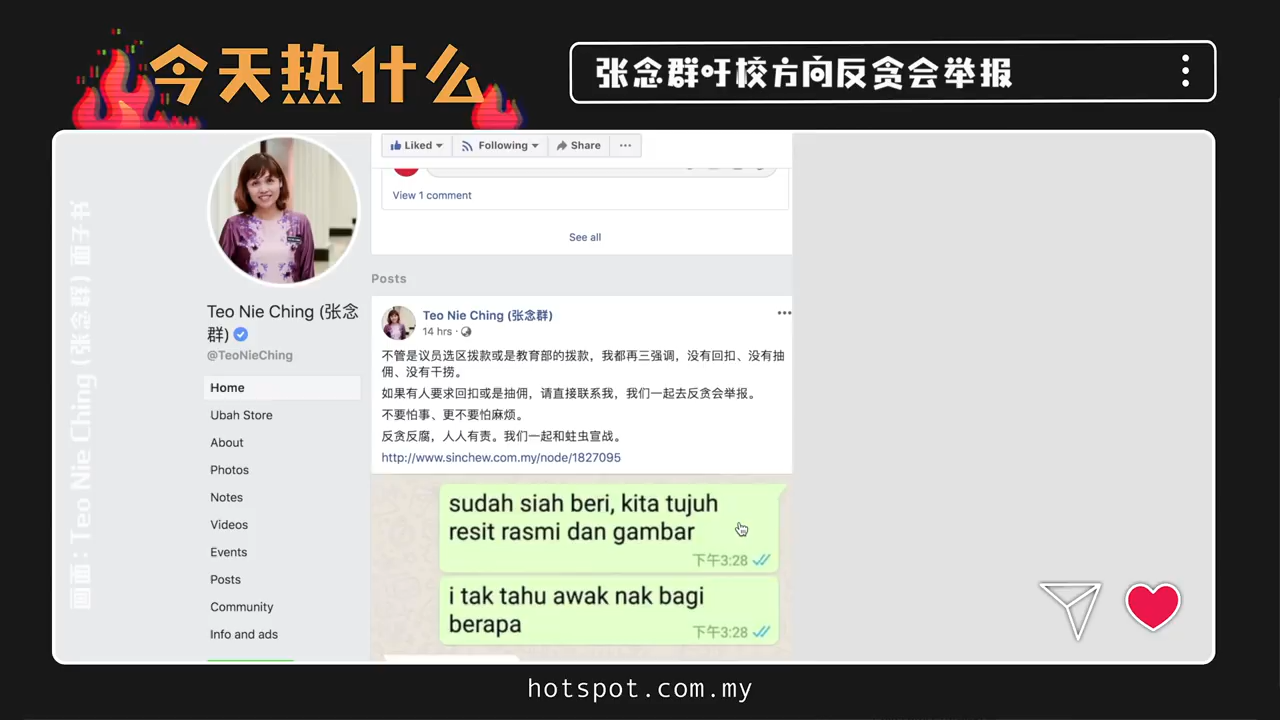 今天热什么
张念群吁校方向反贪会举报
Liked
Following
Share
View 1 comment
See all
Posts
画面：Teo Nie Ching (张念群) 面子书
Teo Nie Ching (张念
群)
@TeoNieChing
Home
Ubah Store
About
Photos
Notes
Videos
Events
Posts
Community
Info and ads
Teo Nie Ching (张念群)
14 hrs ·
不管是议员选区拨款或是教育部的拨款，我都再三强调，没有回扣、没有抽
佣、没有干捞。
如果有人要求回扣或是抽佣，请直接联系我，我们一起去反贪会举报。
不要怕事、更不要怕麻烦。
反贪反腐，人人有责。我们一起和蛀虫宣战。
http://www.sinchew.com.my/node/1827095
sudah siah beri, kita tujuh
resit rasmi dan gambar
下午3:28
i tak tahu awak nak bagi
berapa
下午3:28
hotspot.com.my